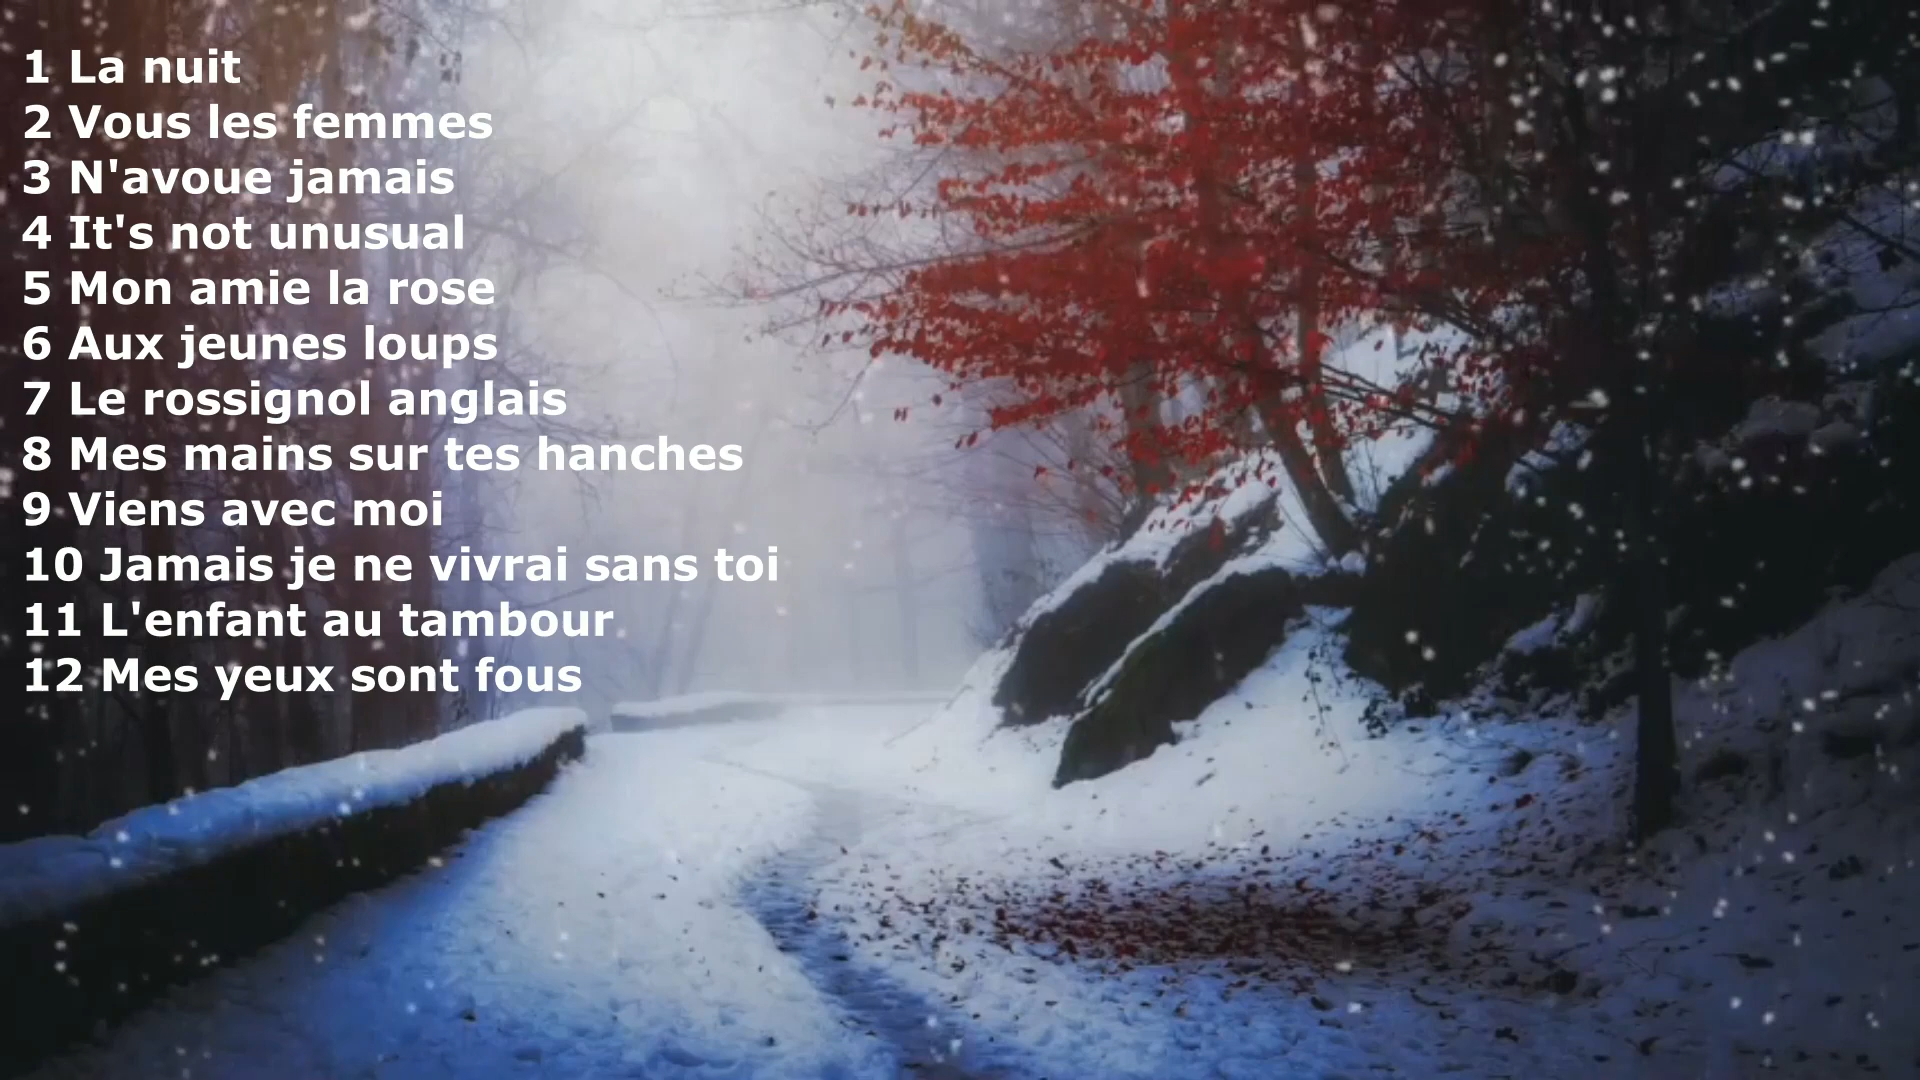 1 La nuit
2 Vous les femmes
3 N'avoue jamais
4 It's not unusual
5 Mon amie la rose
6 Aux jeunes loups
7 Le rossignol anglais
8 Mes mains sur tes hanches
9 Viens avec moi
10 Jamais je ne vivrai sans toi
11 L'enfant au tambour
12 Mes yeux sont fous